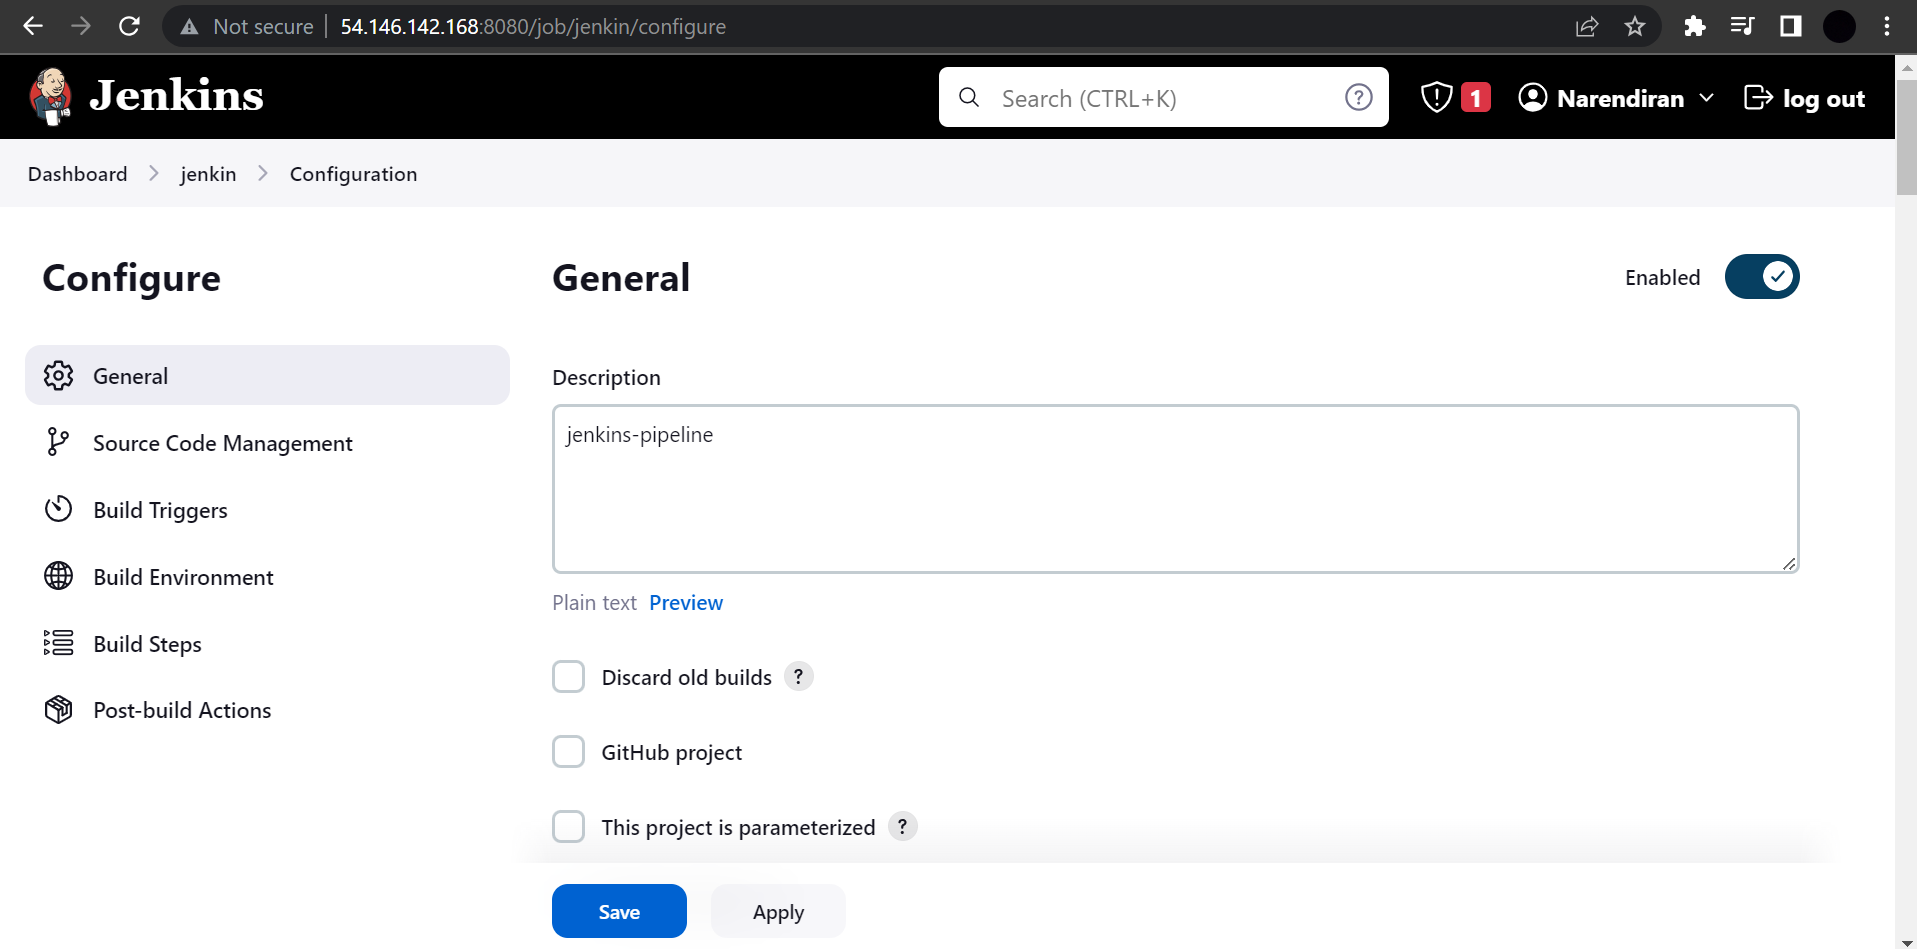 Not secure 54.146.142.168:8080/job/jenkin/configure
Jenkins
Search (CTRL+K)
?
1
Narendiran
log out
Dashboard
jenkin
Configuration
Configure
General
Source Code Management
Build Triggers
Build Environment
Build Steps
Post-build Actions
General
Enabled
Description
jenkins-pipeline
Plain text Preview
Discard old builds ?
GitHub project
This project is parameterized ?
Save
Apply